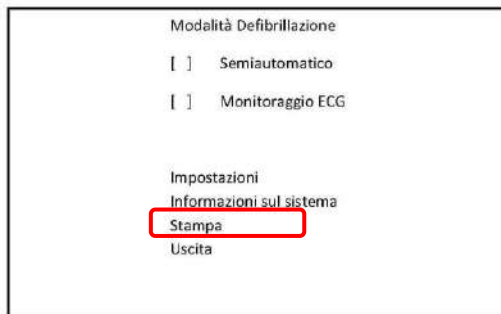 Modalità Defibrillazione
[ ] Semiautomatico
[ ] Monitoraggio ECG
Impostazioni
Informazioni sul sistema
Stampa
Uscita